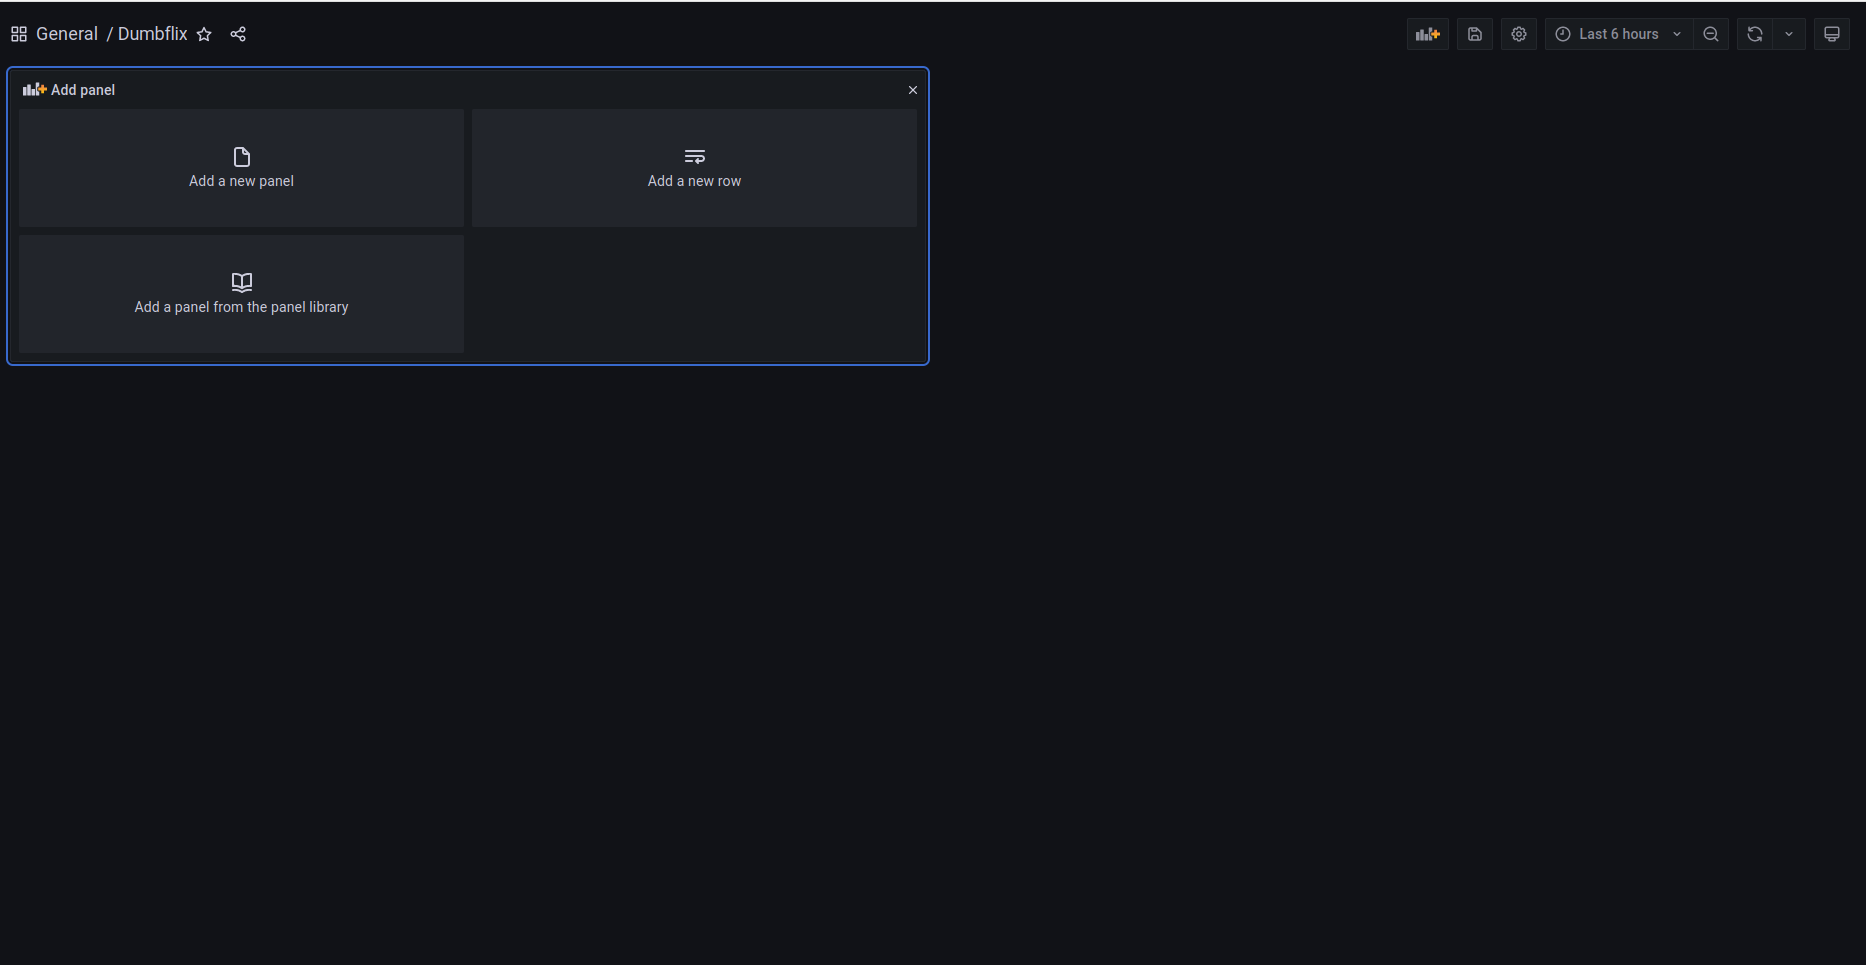 General / Dumbflix
Last 6 hours
Add panel
Add a new panel
Add a new row
Add a panel from the panel library